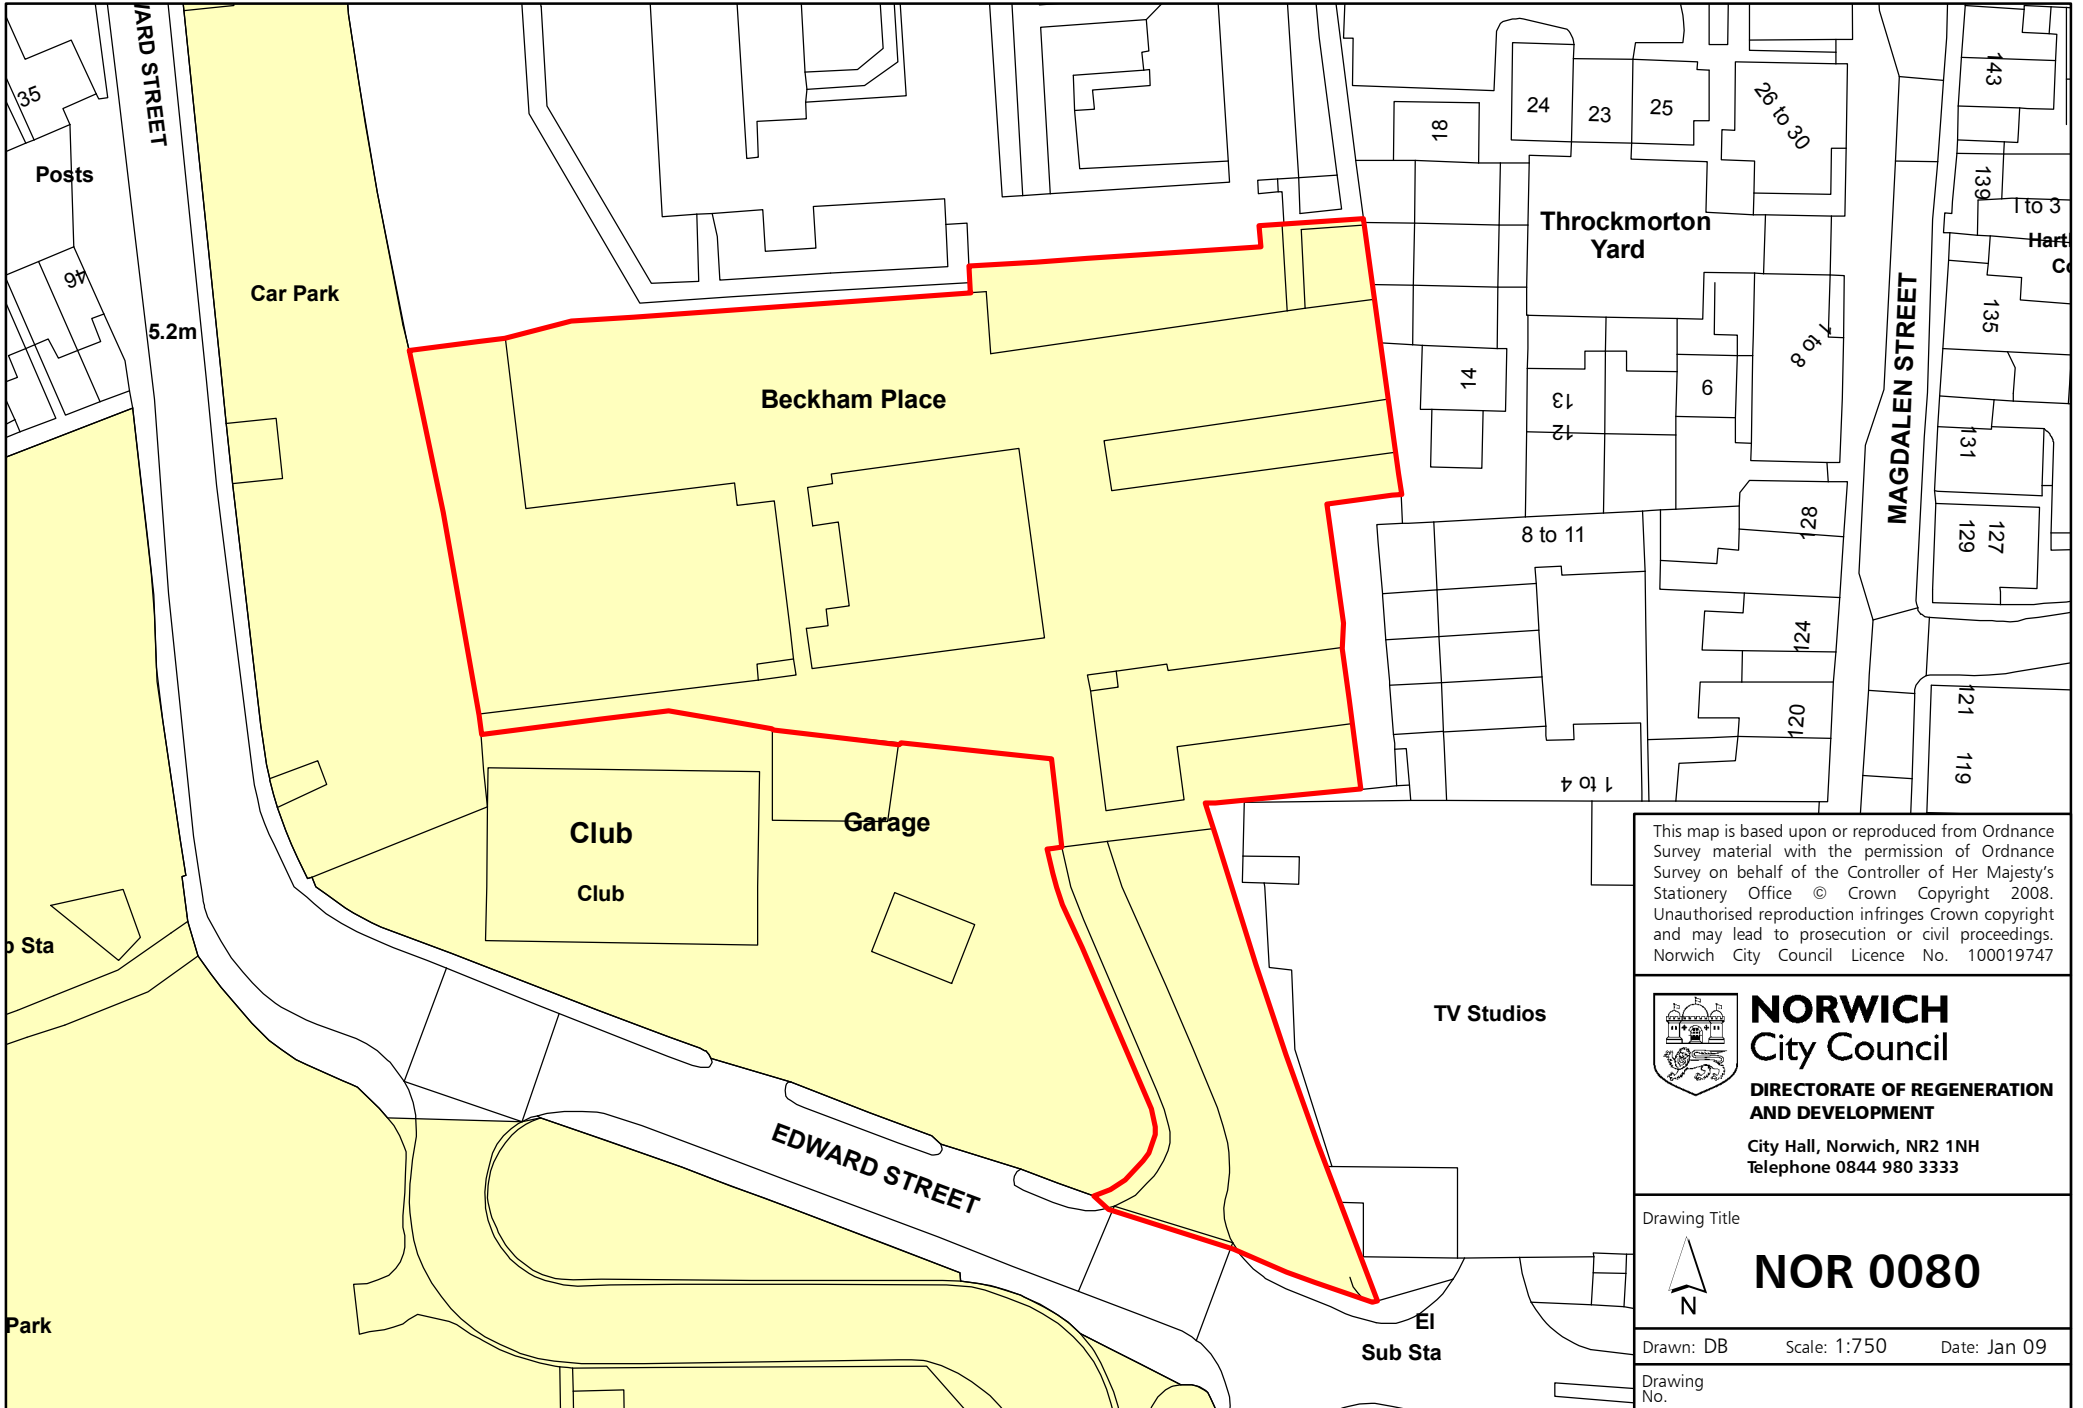 WARD STREET
35
Posts
46
5.2m
Car Park
18
24
23
25
26 to 30
143
139
1 to 3
Throckmorton
Yard
Hart
Co
135
7 to 8
MAGDALEN STREET
Beckham Place
14
13
12
9
131
128
129
127
8 to 11
124
120
121
119
1 to 4
Club
Club
Garage
Sta
TV Studios
EDWARD STREET
Park
El
Sub Sta
This map is based upon or reproduced from Ordnance
Survey material with the permission of Ordnance
Survey on behalf of the Controller of Her Majesty's
Stationery Office © Crown Copyright 2008.
Unauthorised reproduction infringes Crown copyright
and may lead to prosecution or civil proceedings.
Norwich City Council Licence No. 100019747
NORWICH
City Council
DIRECTORATE OF REGENERATION
AND DEVELOPMENT
City Hall, Norwich, NR2 1NH
Telephone 0844 980 3333
Drawing Title
N
NOR 0080
Drawn: DB Scale: 1:750 Date: Jan 09
Drawing
No.